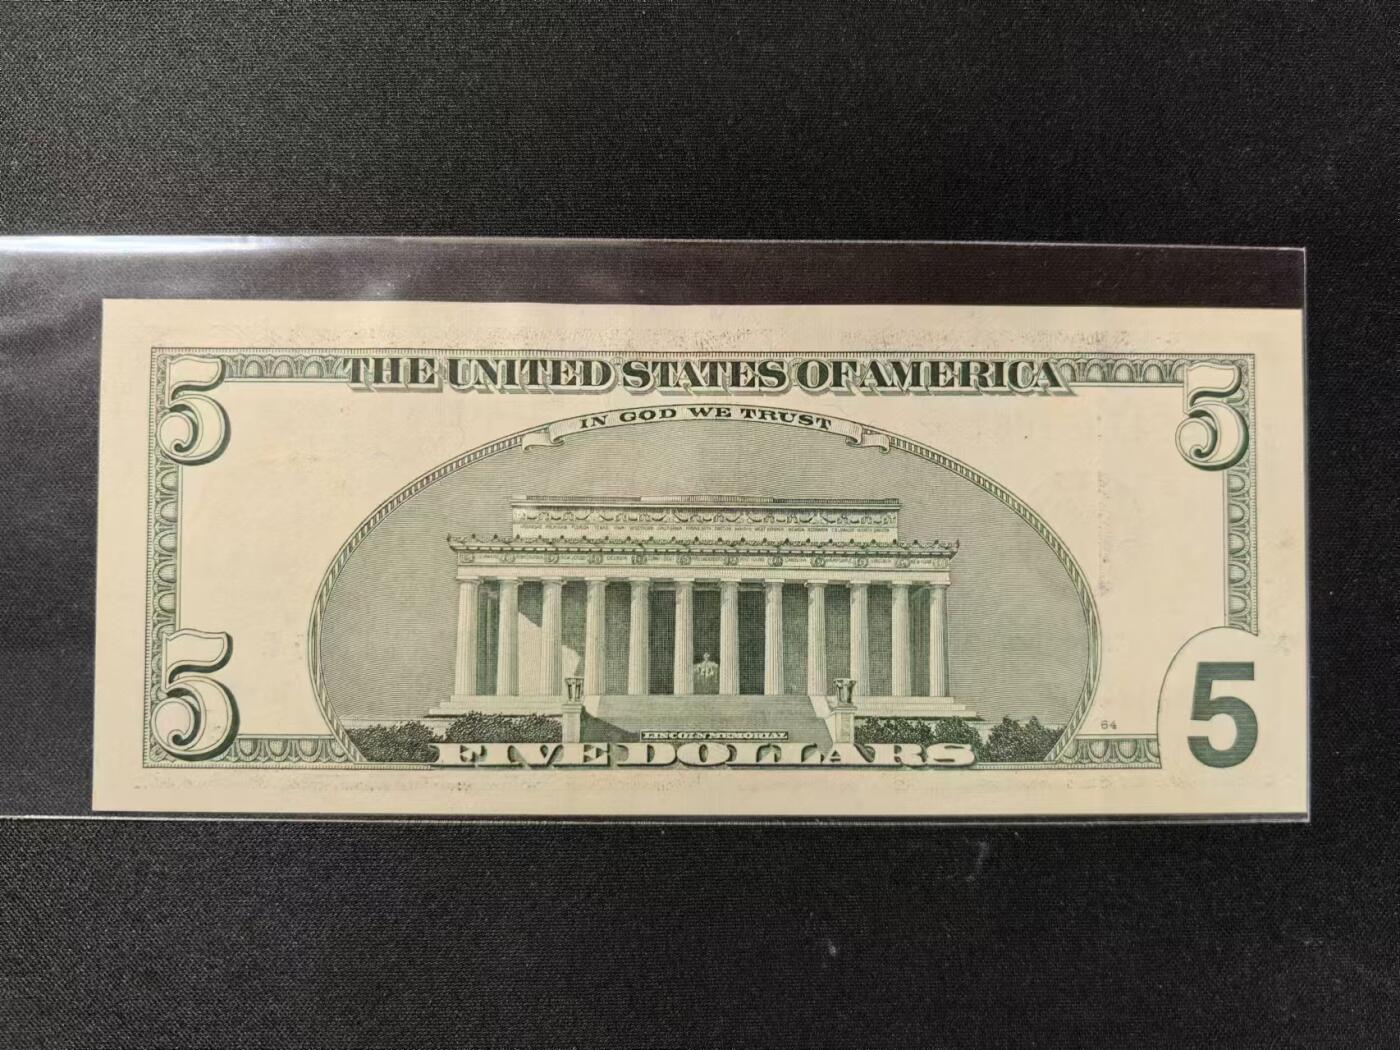 5 THE UNITED STATES OF AMERICA 5
IN GOD WE TRUST
64
LINCOLN MEMORIAL
5 FIVE DOLLARS 5